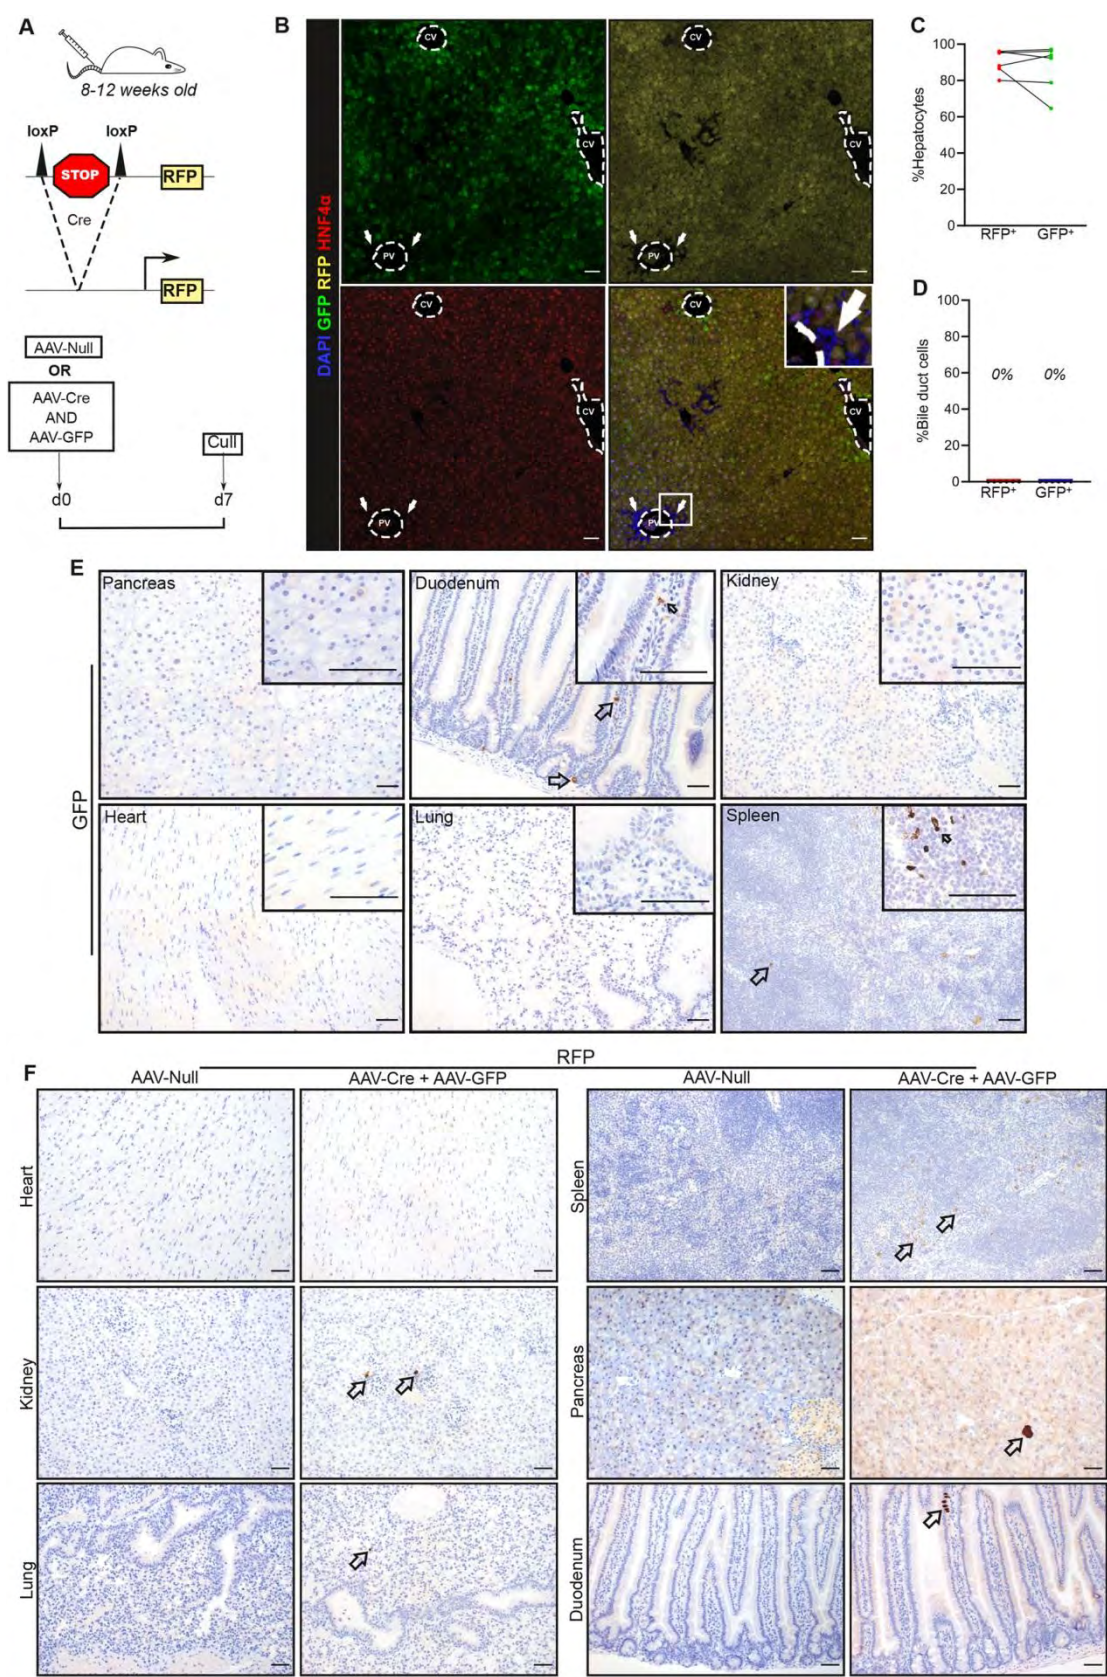 A
8-12 weeks old
loxP
loxP
STOP
RFP
Cre
RFP
AAV-Null
OR
AAV-Cre
AND
AAV-GFP
Cull
d0
d7
B
DAPI GFP RFP HNF4α
CV
CV
PV
CV
CV
PV
CV
CV
PV
CV
CV
PV
C
%Hepatocytes
100
80
60
40
20
0
RFP⁺
GFP⁺
D
%Bile duct cells
100
80
60
40
20
0
0%
0%
RFP⁺
GFP⁺
E
GFP
Pancreas
Duodenum
Kidney
Heart
Lung
Spleen
F
RFP
AAV-Null
AAV-Cre + AAV-GFP
AAV-Null
AAV-Cre + AAV-GFP
Heart
Spleen
Kidney
Pancreas
Lung
Duodenum